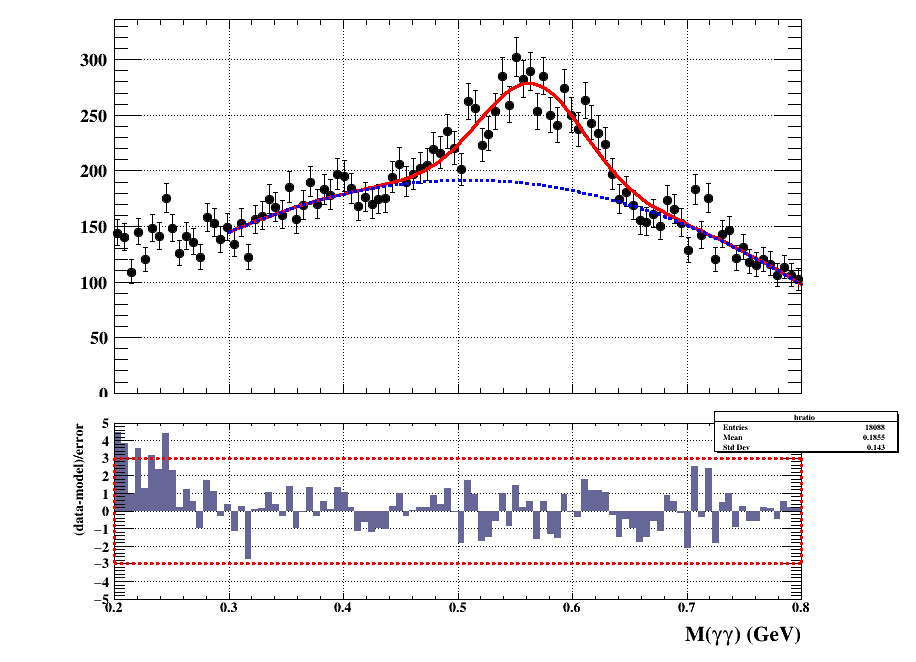 300
250
200
150
100
50
0
hratio
Entries 18088
Mean 0.1855
Std Dev 0.143
(data-model)/error
5
4
3
2
1
0
−1
−2
−3
−4
−5
0.2 0.3 0.4 0.5 0.6 0.7 0.8
M(γγ) (GeV)